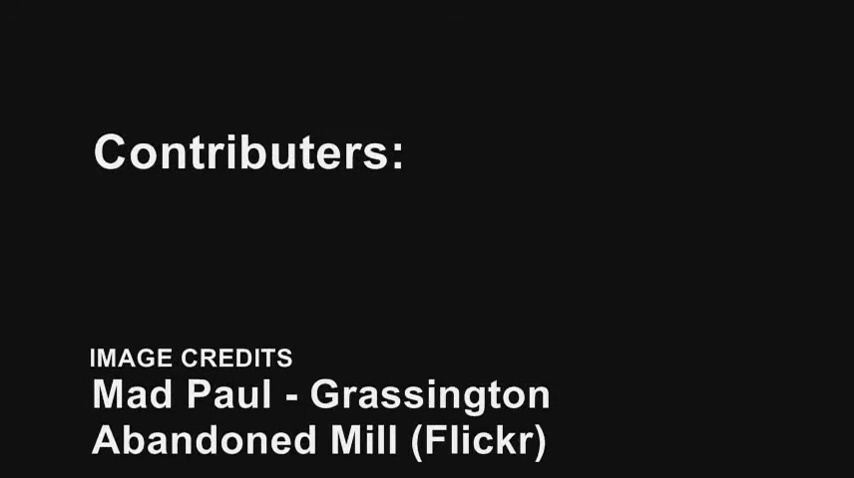 Contributers:
IMAGE CREDITS
Mad Paul - Grassington
Abandoned Mill (Flickr)